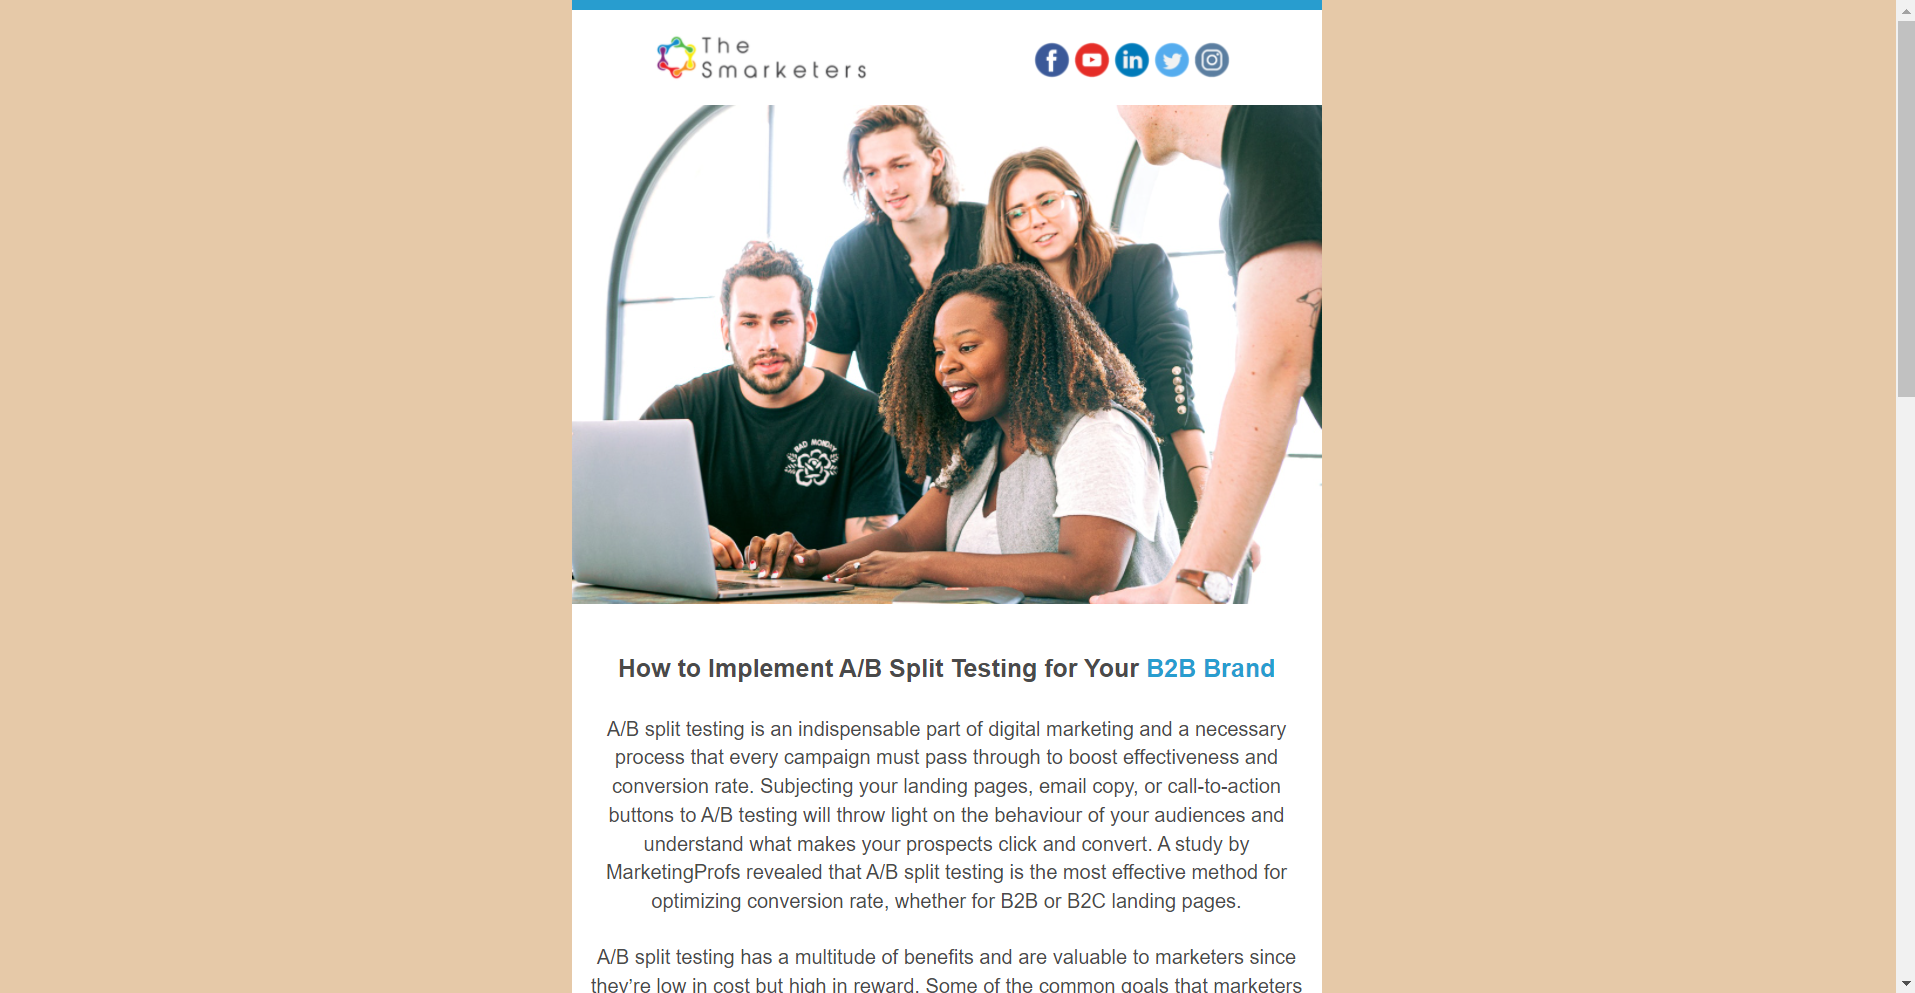 The
Smarketers
BAD MONDAY
How to Implement A/B Split Testing for Your B2B Brand
A/B split testing is an indispensable part of digital marketing and a necessary
process that every campaign must pass through to boost effectiveness and
conversion rate. Subjecting your landing pages, email copy, or call-to-action
buttons to A/B testing will throw light on the behaviour of your audiences and
understand what makes your prospects click and convert. A study by
MarketingProfs revealed that A/B split testing is the most effective method for
optimizing conversion rate, whether for B2B or B2C landing pages.
A/B split testing has a multitude of benefits and are valuable to marketers since
they’re low in cost but high in reward. Some of the common goals that marketers